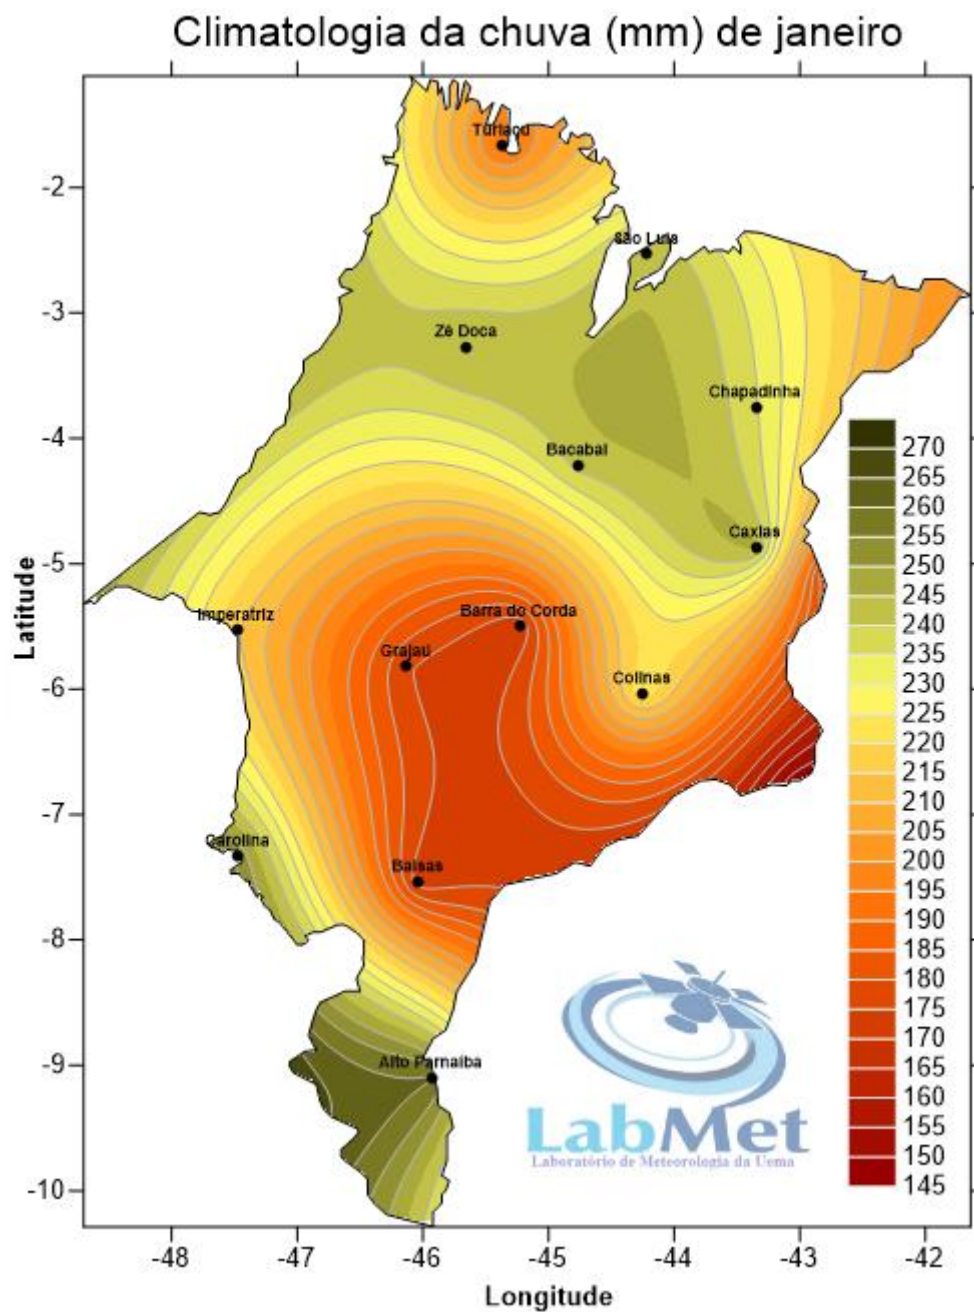 Climatologia da chuva (mm) de janeiro
Turiaçu
-2
São Luis
-3
Zé Doca
Chapadinha
-4
Bacabal
Caxias
-5
Imperatriz
Barra do Corda
Grajau
Colinas
-6
-7
Carolina
Balsas
-8
-9
Alto Parnaiba
-10
Latitude
270
265
260
255
250
245
240
235
230
225
220
215
210
205
200
195
190
185
180
175
170
165
160
155
150
145
LabMet
Laboratório de Meteorologia da Uema
-48 -47 -46 -45 -44 -43 -42
Longitude